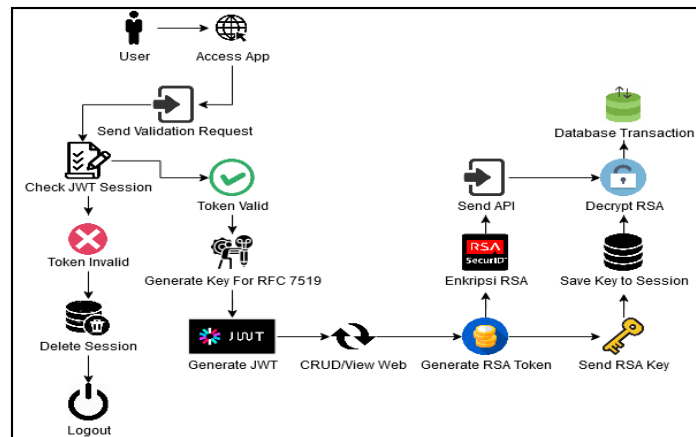 User
Access App
Send Validation Request
Check JWT Session
Token Valid
Token Invalid
Generate Key For RFC 7519
Delete Session
JWT
Generate JWT
CRUD/View Web
Logout
Database Transaction
Send API
Decrypt RSA
RSA
SecurID
Enkripsi RSA
Save Key to Session
Generate RSA Token
Send RSA Key